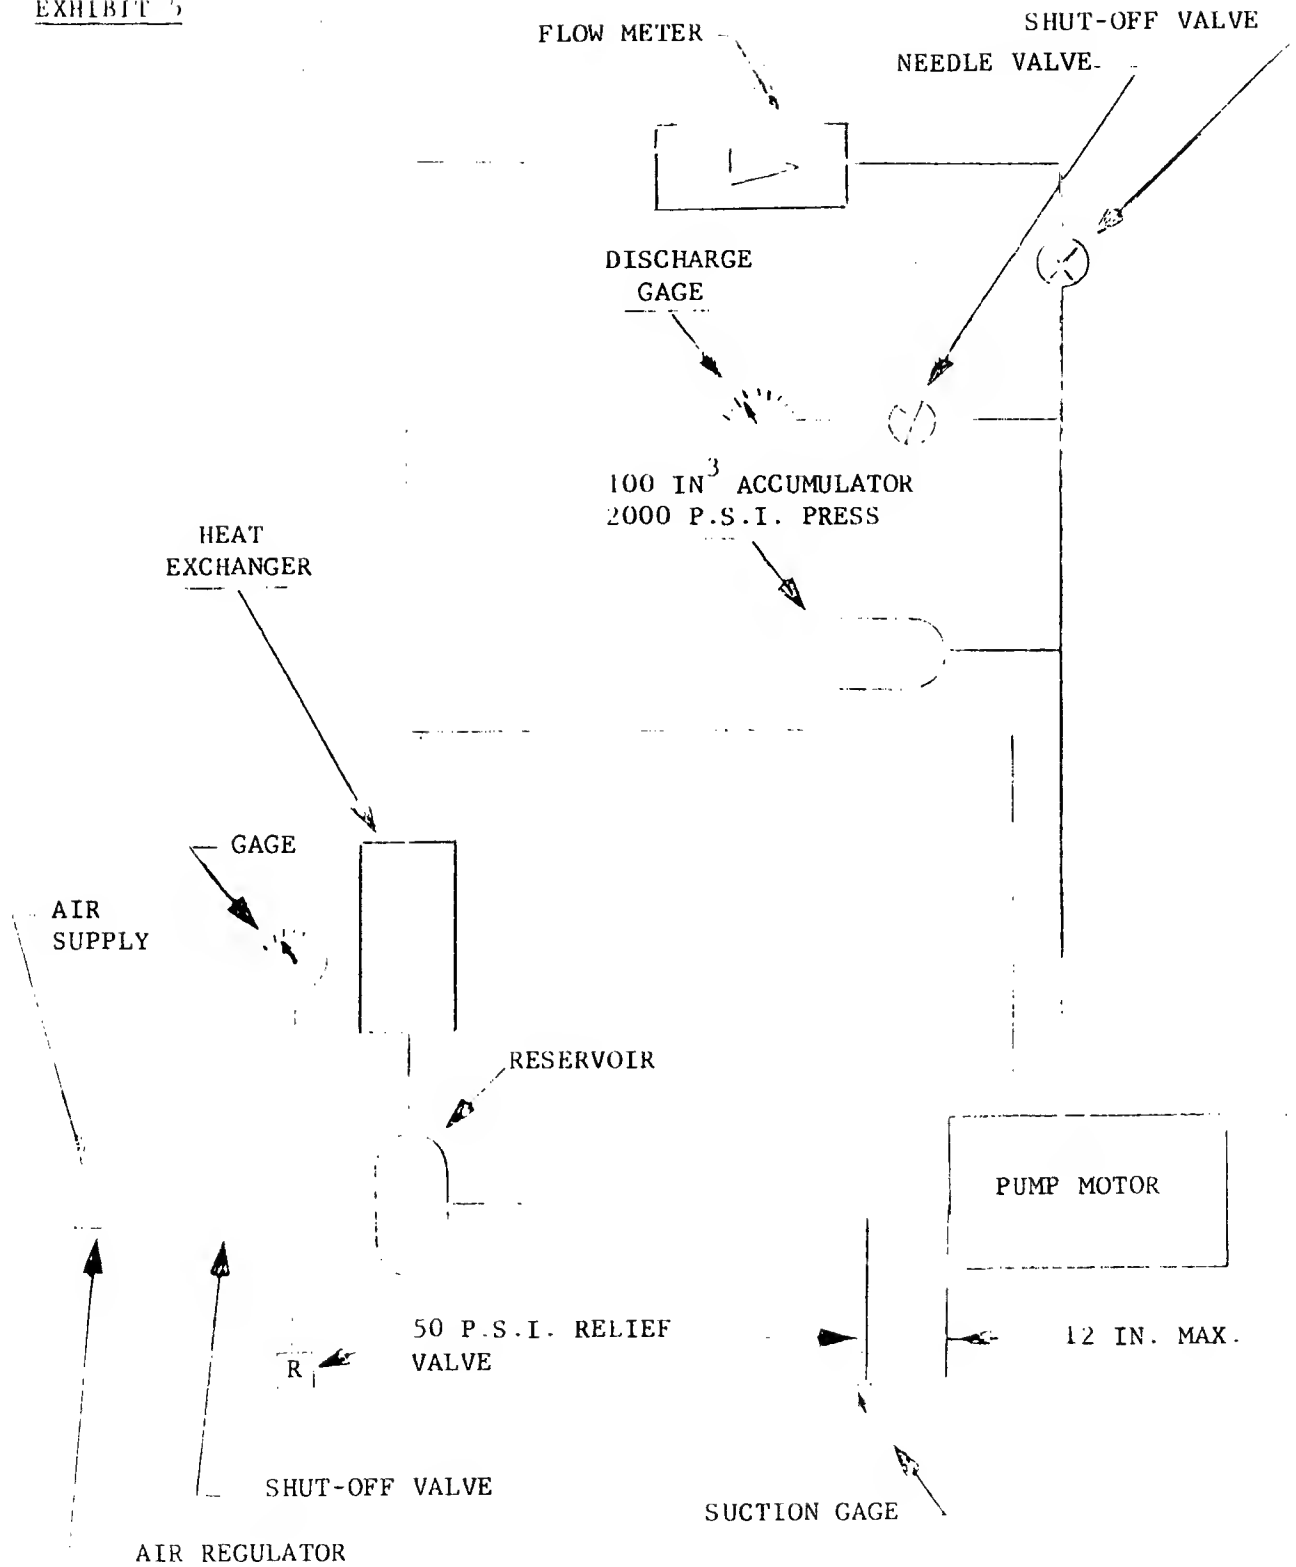 EXHIBIT 5
FLOW METER
SHUT-OFF VALVE
NEEDLE VALVE
DISCHARGE
GAGE
100 IN³ ACCUMULATOR
2000 P.S.I. PRESS
HEAT
EXCHANGER
GAGE
AIR
SUPPLY
RESERVOIR
PUMP MOTOR
50 P.S.I. RELIEF
VALVE
12 IN. MAX.
R
SHUT-OFF VALVE
SUCTION GAGE
AIR REGULATOR